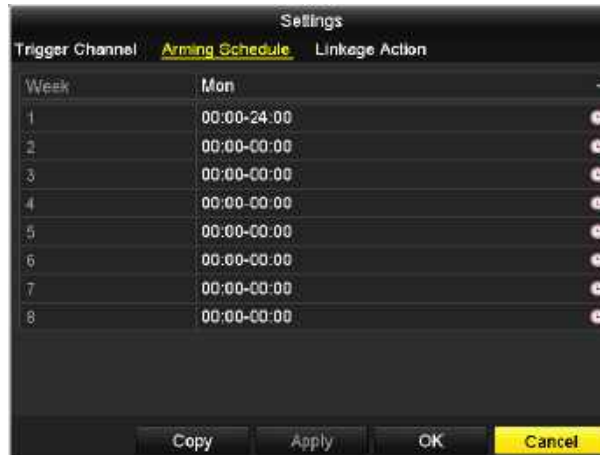 Settings
Trigger Channel Arming Schedule Linkage Action
Week Mon
1 00:00-24:00
2 00:00-00:00
3 00:00-00:00
4 00:00-00:00
5 00:00-00:00
6 00:00-00:00
7 00:00-00:00
8 00:00-00:00
Copy Apply OK Cancel